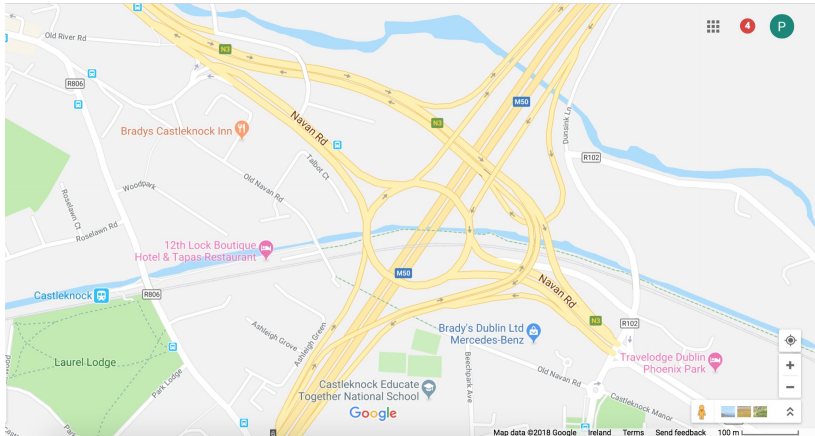 Old River Rd
N3
4
P
R806
M50
Bradys Castleknock Inn
Navan Rd
N3
Dunsink Ln
R102
Talbot Ct
Woodpark
Old Navan Rd
Roselawn Ct
Roselawn Rd
12th Lock Boutique
Hotel & Tapas Restaurant
M50
Castleknock
R806
Navan Rd
N3
R102
Ashleigh Grove
Ashleigh Green
Brady's Dublin Ltd
Mercedes-Benz
Laurel Lodge
Travelodge Dublin
Phoenix Park
Park Lodge
Beechpark Ave
Old Navan Rd
Castleknock Educate
Together National School
Castleknock Manor
Google
Map data ©2018 Google
Ireland
Terms
Send feedback
100 m